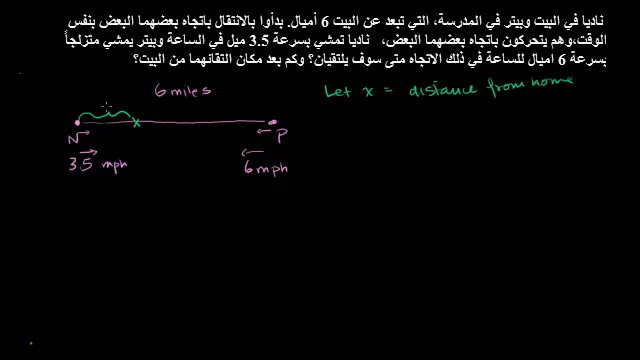 ناديا في البيت وبيتر في المدرسة، التي تبعد عن البيت 6 أميال. بدأوا بالانتقال باتجاه بعضهما البعض بنفس
الوقت،وهم يتحركون باتجاه بعضهما البعض، ناديا تمشي بسرعة 3.5 ميل في الساعة وبيتر يمشي متزلجاً
بسرعة 6 اميال للساعة في ذلك الاتجاه متى سوف يلتقيان؟ وكم بعد مكان التقائهما من البيت؟
6 miles
Let x = distance from home
N
P
3.5 mph
6 mph